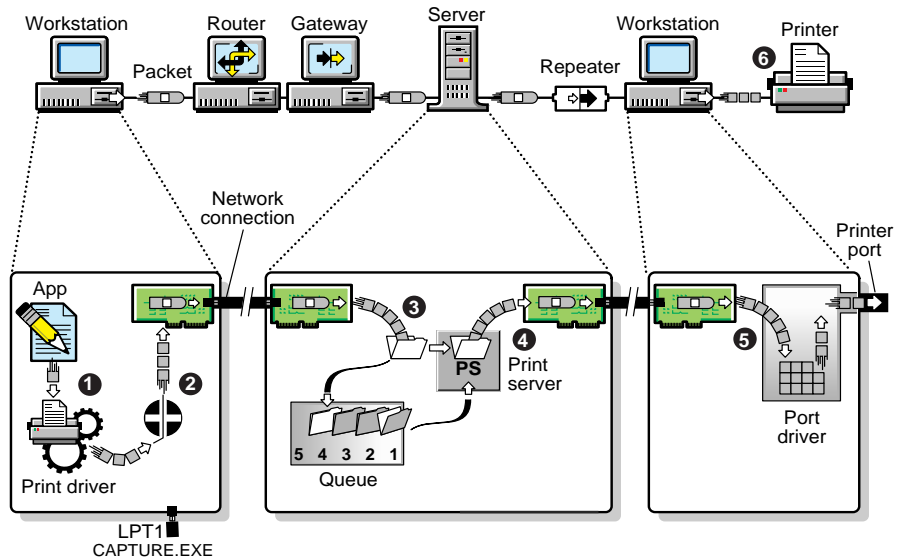 Workstation
Packet
Router
Gateway
Server
Repeater
Workstation
6
Printer
Network
connection
Printer
port
App
1
2
Print driver
LPT1
CAPTURE.EXE
3
4
PS
Print
server
5 4 3 2 1
Queue
5
Port
driver